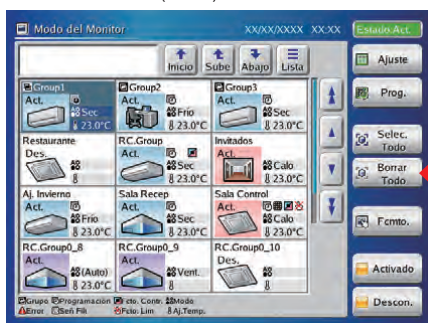 Modo del Monitor XX/XX/XXXX XX:XX Estado Act.
Inicio Sube Abajo Lista
Ajuste
Prog.
Selec. Todo
Borrar Todo
Fcmto.
Activado
Descon.
Group1 Group2 Group3
Act. Act. Act.
Sec Frio Sec
23.0°C 23.0°C 23.0°C
Restaurante RC.Group Invitados
Des. Act. Act.
Sec Calo
23.0°C 23.0°C
Aj. Invierno Sala Recep Sala Control
Act. Act. Act.
Frio Sec Calo
23.0°C 23.0°C 23.0°C
RC.Group0_8 RC.Group0_9 RC.Group0_10
Act. Act. Des.
(Auto) Vent.
23.0°C
Grupo Programación Fcto. Contr. Modo
Error Señ Fil Fcto. Lim Aj.Temp.